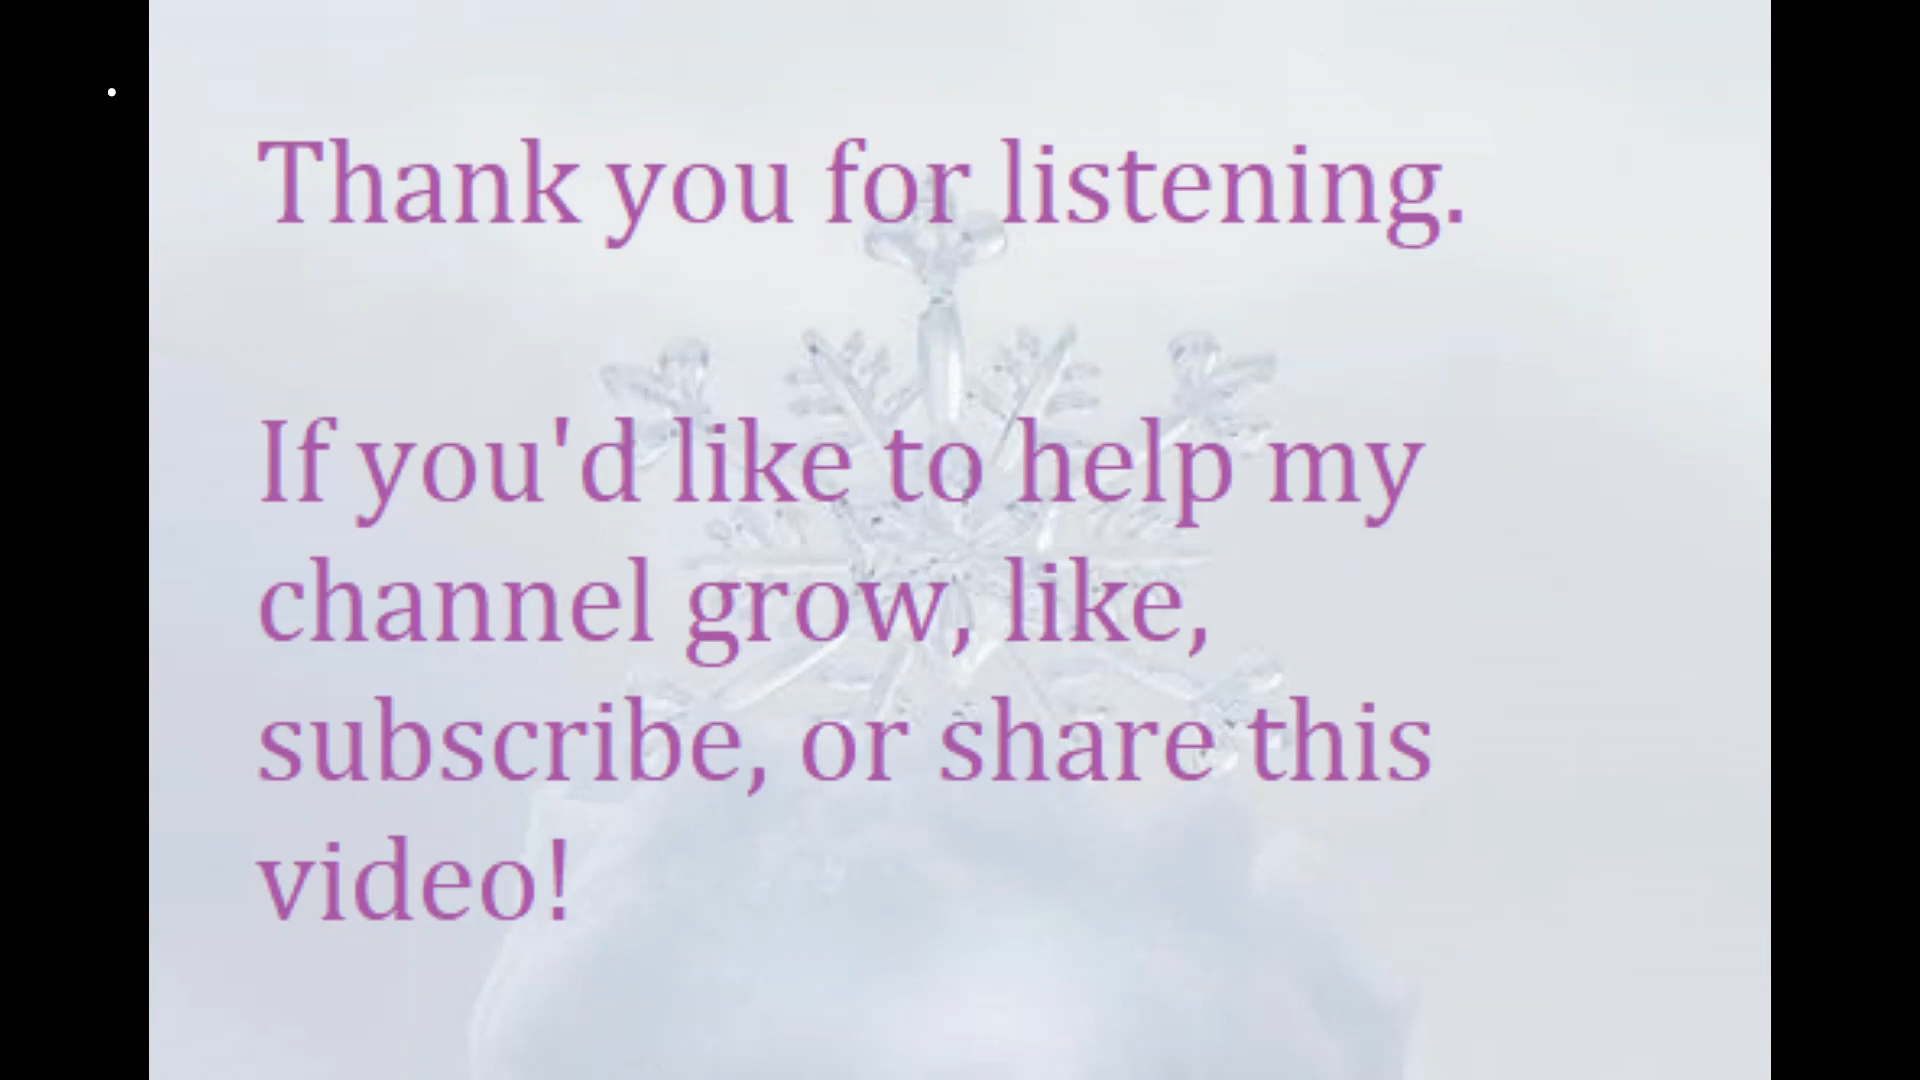 Thank you for listening.
If you'd like to help my
channel grow, like,
subscribe, or share this
video!